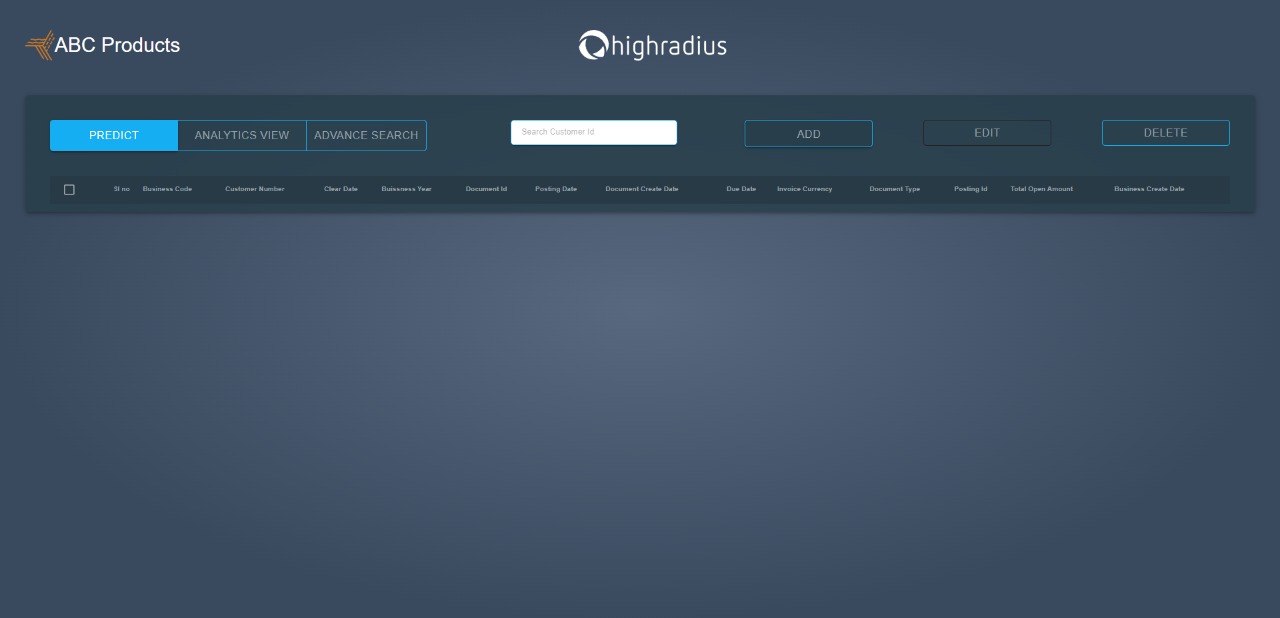 ABC Products
highradius
PREDICT ANALYTICS VIEW ADVANCE SEARCH Search Customer Id ADD EDIT DELETE
Sl no Business Code Customer Number Clear Date Buissness Year Document Id Posting Date Document Create Date Due Date Invoice Currency Document Type Posting Id Total Open Amount Business Create Date